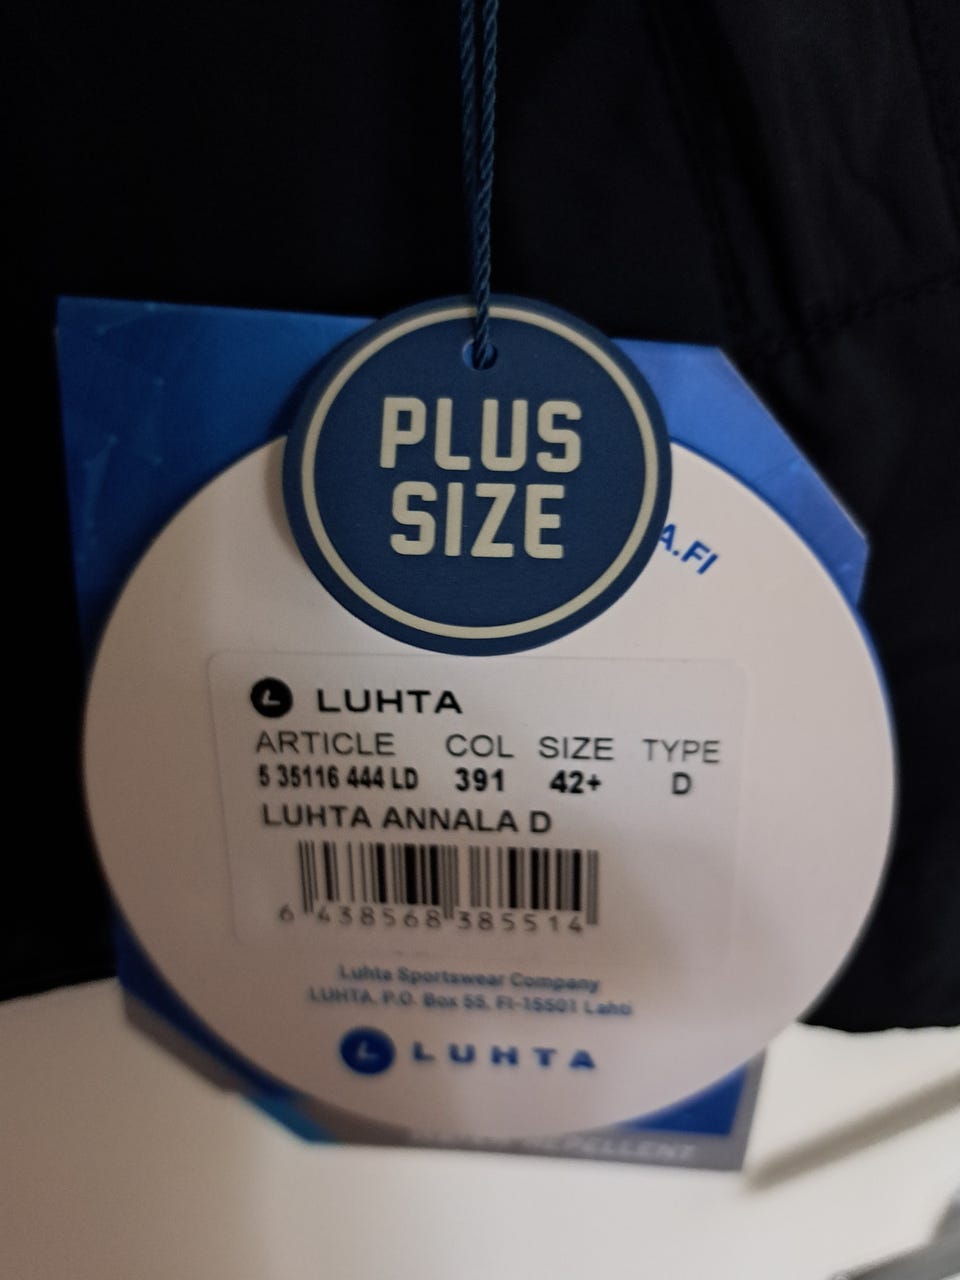 PLUS
SIZE
A.FI
LUHTA
ARTICLE COL SIZE TYPE
5 35116 444 LD 391 42+ D
LUHTA ANNALA D
6 438568 385514
Luhta Sportswear Company
LUHTA, P.O. Box 55, FI-15501 Lahti
LUHTA
REPELLENT